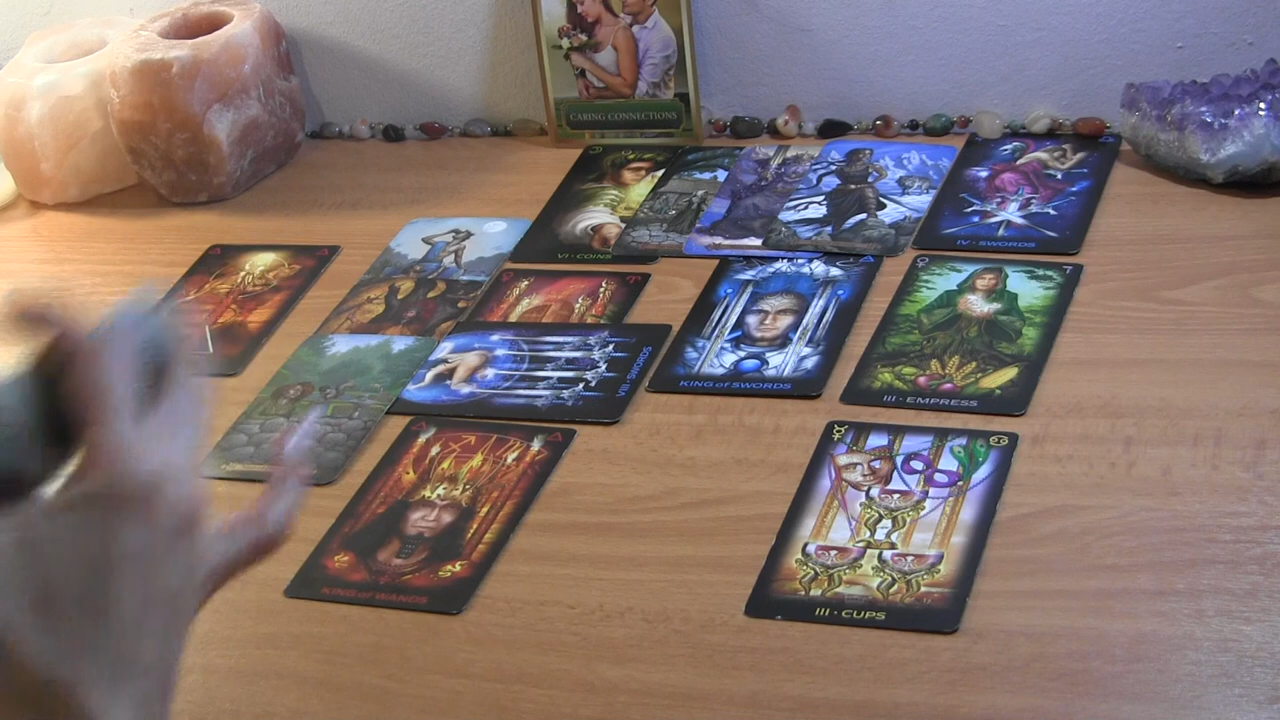 CARING CONNECTIONS
VI · COINS
IV · SWORDS
VIII · SWORDS
KING of SWORDS
III · EMPRESS
KING of WANDS
III · CUPS